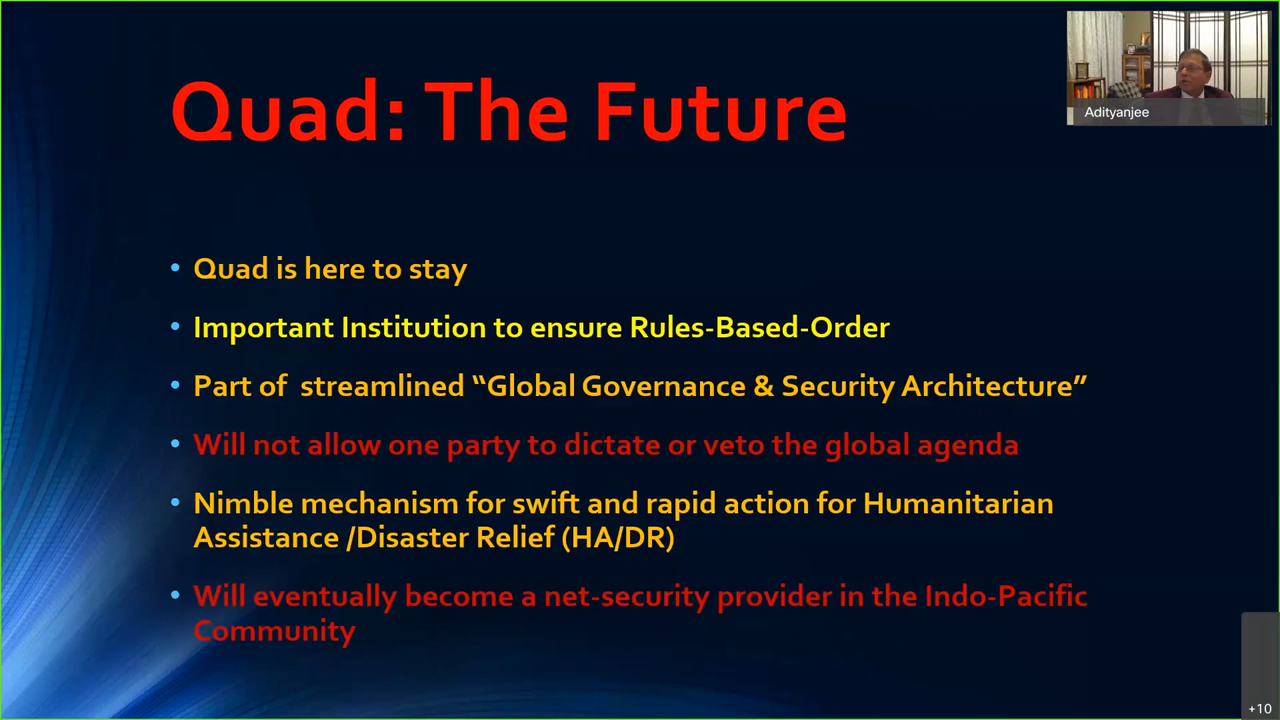 Adityanjee
Quad: The Future
• Quad is here to stay
• Important Institution to ensure Rules-Based-Order
• Part of  streamlined “Global Governance & Security Architecture”
• Will not allow one party to dictate or veto the global agenda
• Nimble mechanism for swift and rapid action for Humanitarian
Assistance /Disaster Relief (HA/DR)
• Will eventually become a net-security provider in the Indo-Pacific
Community
+10